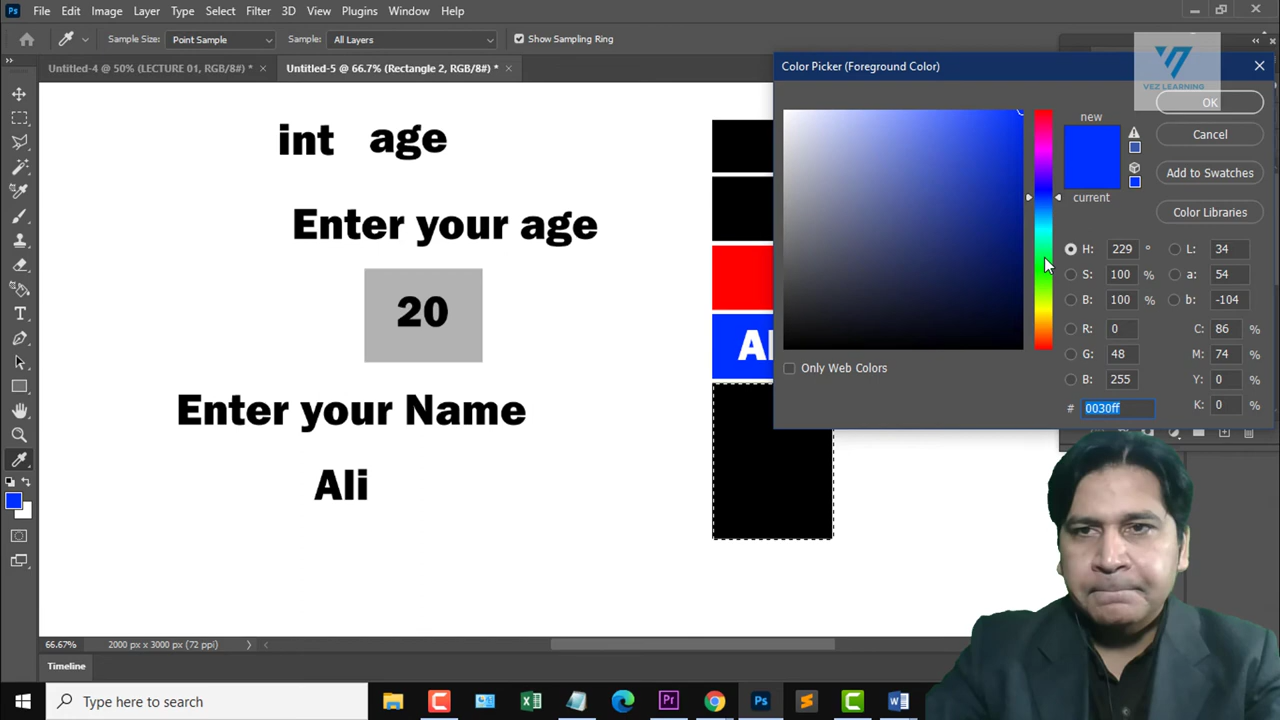 Ps File Edit Image Layer Type Select Filter 3D View Plugins Window Help
Sample Size: Point Sample Sample: All Layers Show Sampling Ring
Untitled-4 @ 50% (LECTURE 01, RGB/8#) * × Untitled-5 @ 66.7% (Rectangle 2, RGB/8#) * ×
Color Picker (Foreground Color)
VEZ LEARNING
OK
new
Cancel
Add to Swatches
current
Color Libraries
H: 229 ° L: 34
S: 100 % a: 54
B: 100 % b: -104
R: 0 C: 86 %
G: 48 M: 74 %
B: 255 Y: 0 %
# 0030ff K: 0 %
Only Web Colors
int age
Enter your age
20
Enter your Name
Ali
66.67% 2000 px x 3000 px (72 ppi)
Timeline
Type here to search